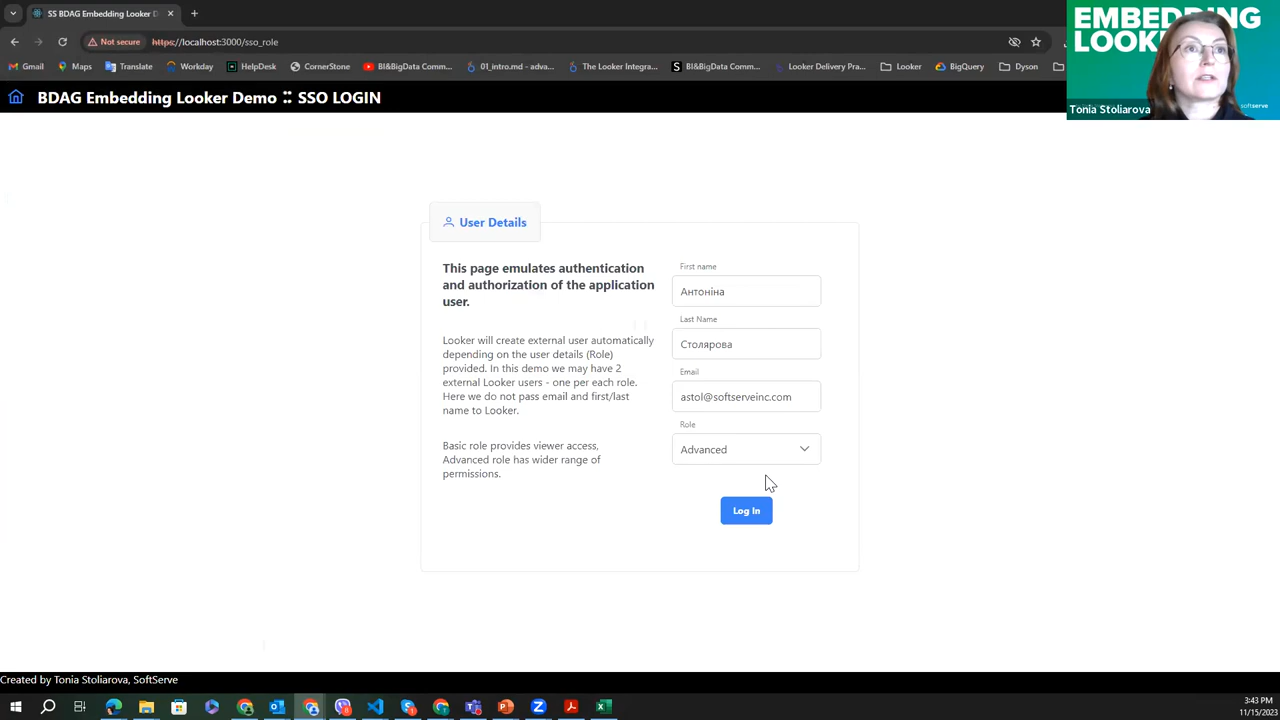 SS BDAG Embedding Looker D
Not secure
https://localhost:3000/sso_role
Gmail
Maps
Translate
Workday
HelpDesk
CornerStone
BI&BigData Comm...
01_intro.md - adva...
The Looker Integra...
BI&BigData Comm...
Looker Delivery Pra...
Looker
BigQuery
Dyson
EMBEDDING
Tonia Stoliarova
softserve
BDAG Embedding Looker Demo :: SSO LOGIN
User Details
This page emulates authentication
and authorization of the application
user.
Looker will create external user automatically
depending on the user details (Role)
provided. In this demo we may have 2
external Looker users - one per each role.
Here we do not pass email and first/last
name to Looker.
Basic role provides viewer access,
Advanced role has wider range of
permissions.
First name
Антоніна
Last Name
Столярова
Email
astol@softserveinc.com
Role
Advanced
Log In
Created by Tonia Stoliarova, SoftServe
3:43 PM
11/15/2023